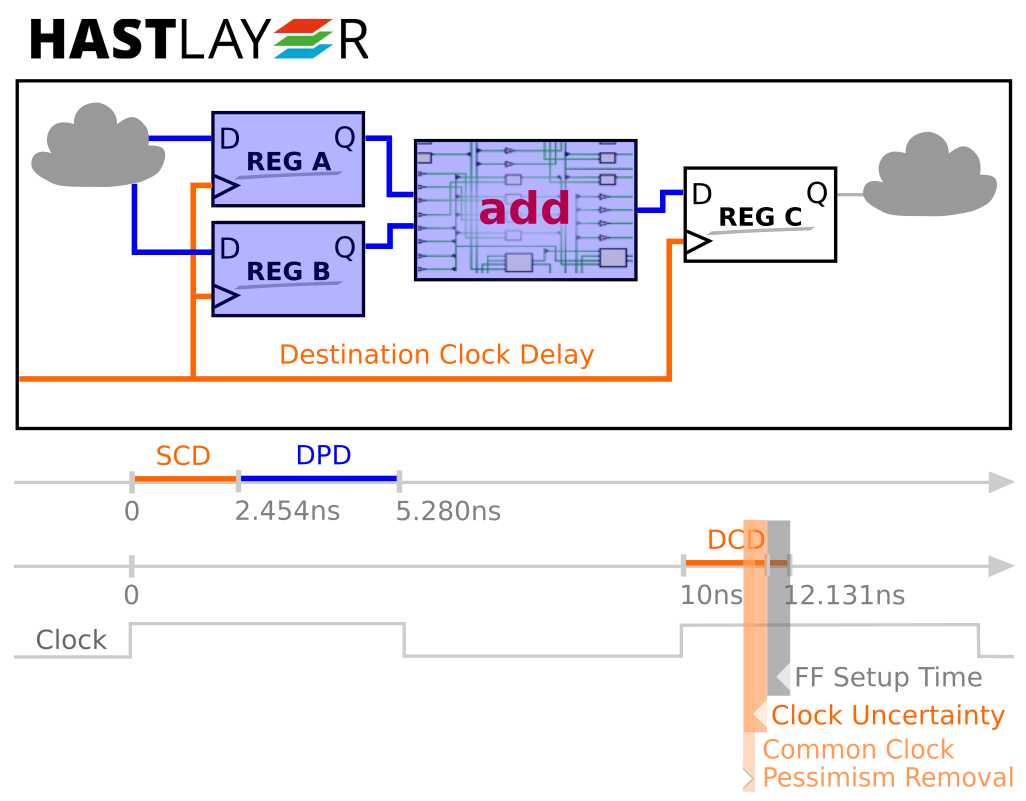 HASTLAYER
D Q
REG A
D Q
REG B
add
D Q
REG C
Destination Clock Delay
SCD DPD
0 2.454ns 5.280ns
DCD
0 10ns 12.131ns
Clock
FF Setup Time
Clock Uncertainty
Common Clock
Pessimism Removal